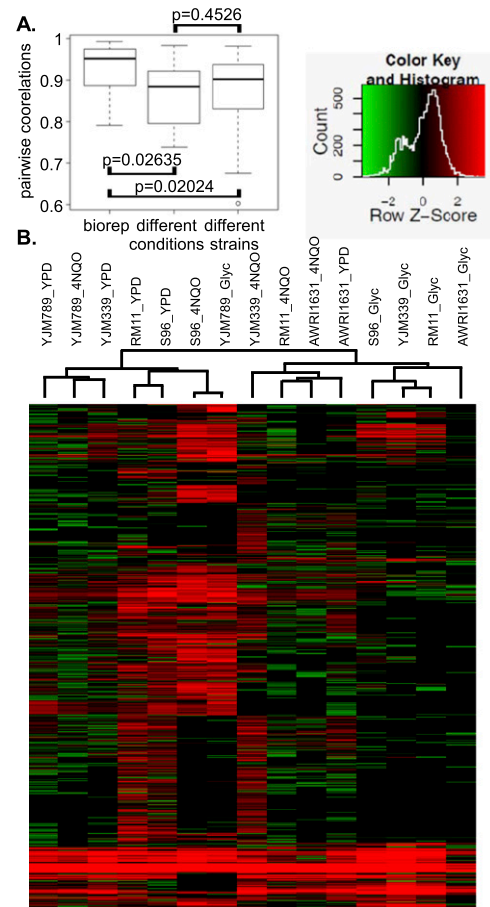 A.
p=0.4526
1
0.9
0.8
0.7
0.6
pairwise coorelations
p=0.02635
p=0.02024
biorep
different conditions
different strains
Color Key
and Histogram
Count
0
200
500
-2
0
2
Row Z-Score
B.
YJM789_YPD
YJM789_4NQO
YJM339_YPD
RM11_YPD
S96_YPD
S96_4NQO
YJM789_Glyc
YJM339_4NQO
RM11_4NQO
AWRI1631_4NQO
AWRI1631_YPD
S96_Glyc
YJM339_Glyc
RM11_Glyc
AWRI1631_Glyc